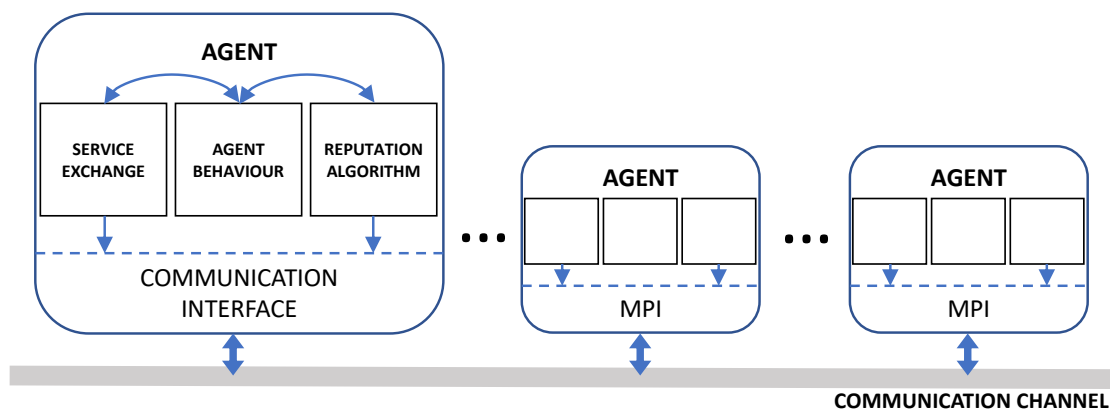 AGENT
SERVICE
EXCHANGE
AGENT
BEHAVIOUR
REPUTATION
ALGORITHM
COMMUNICATION
INTERFACE
...
AGENT
MPI
...
AGENT
MPI
COMMUNICATION CHANNEL